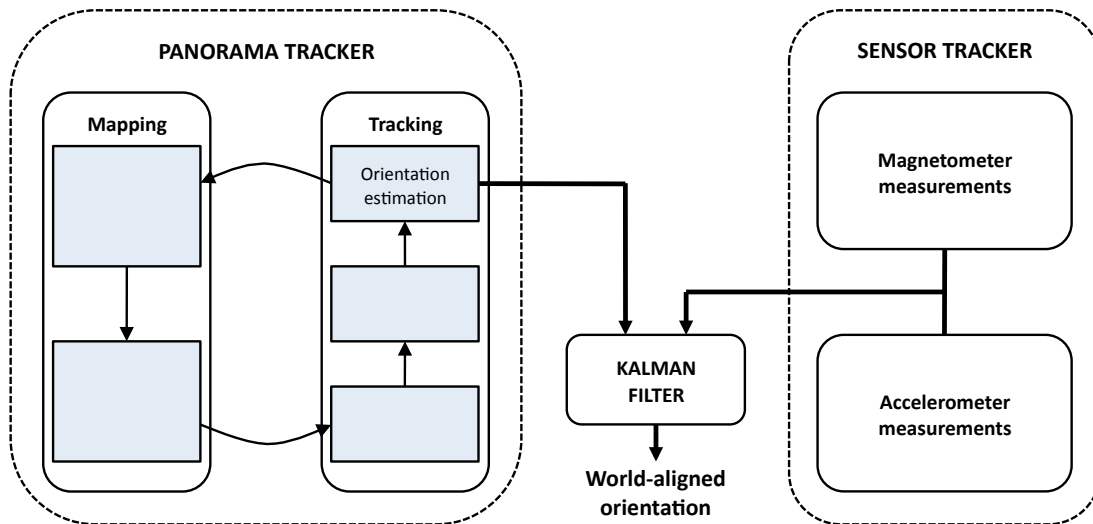 PANORAMA TRACKER
Mapping
Tracking
Orientation
estimation
KALMAN
FILTER
World-aligned
orientation
SENSOR TRACKER
Magnetometer
measurements
Accelerometer
measurements